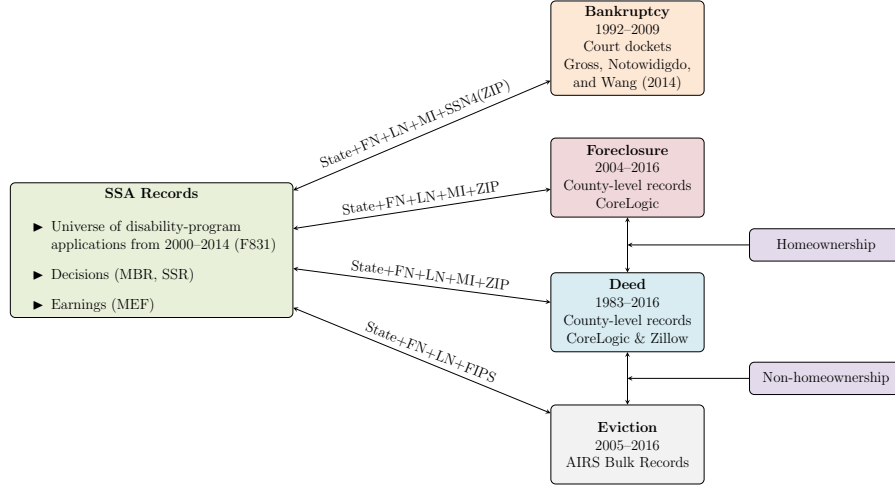 Bankruptcy
1992–2009
Court dockets
Gross, Notowidigdo,
and Wang (2014)
State+FN+LN+MI+SSN4(ZIP)
Foreclosure
2004–2016
County-level records
CoreLogic
State+FN+LN+MI+ZIP
SSA Records
▶ Universe of disability-program
applications from 2000–2014 (F831)
▶ Decisions (MBR, SSR)
▶ Earnings (MEF)
Homeownership
State+FN+LN+MI+ZIP
Deed
1983–2016
County-level records
CoreLogic & Zillow
State+FN+LN+FIPS
Non-homeownership
Eviction
2005–2016
AIRS Bulk Records